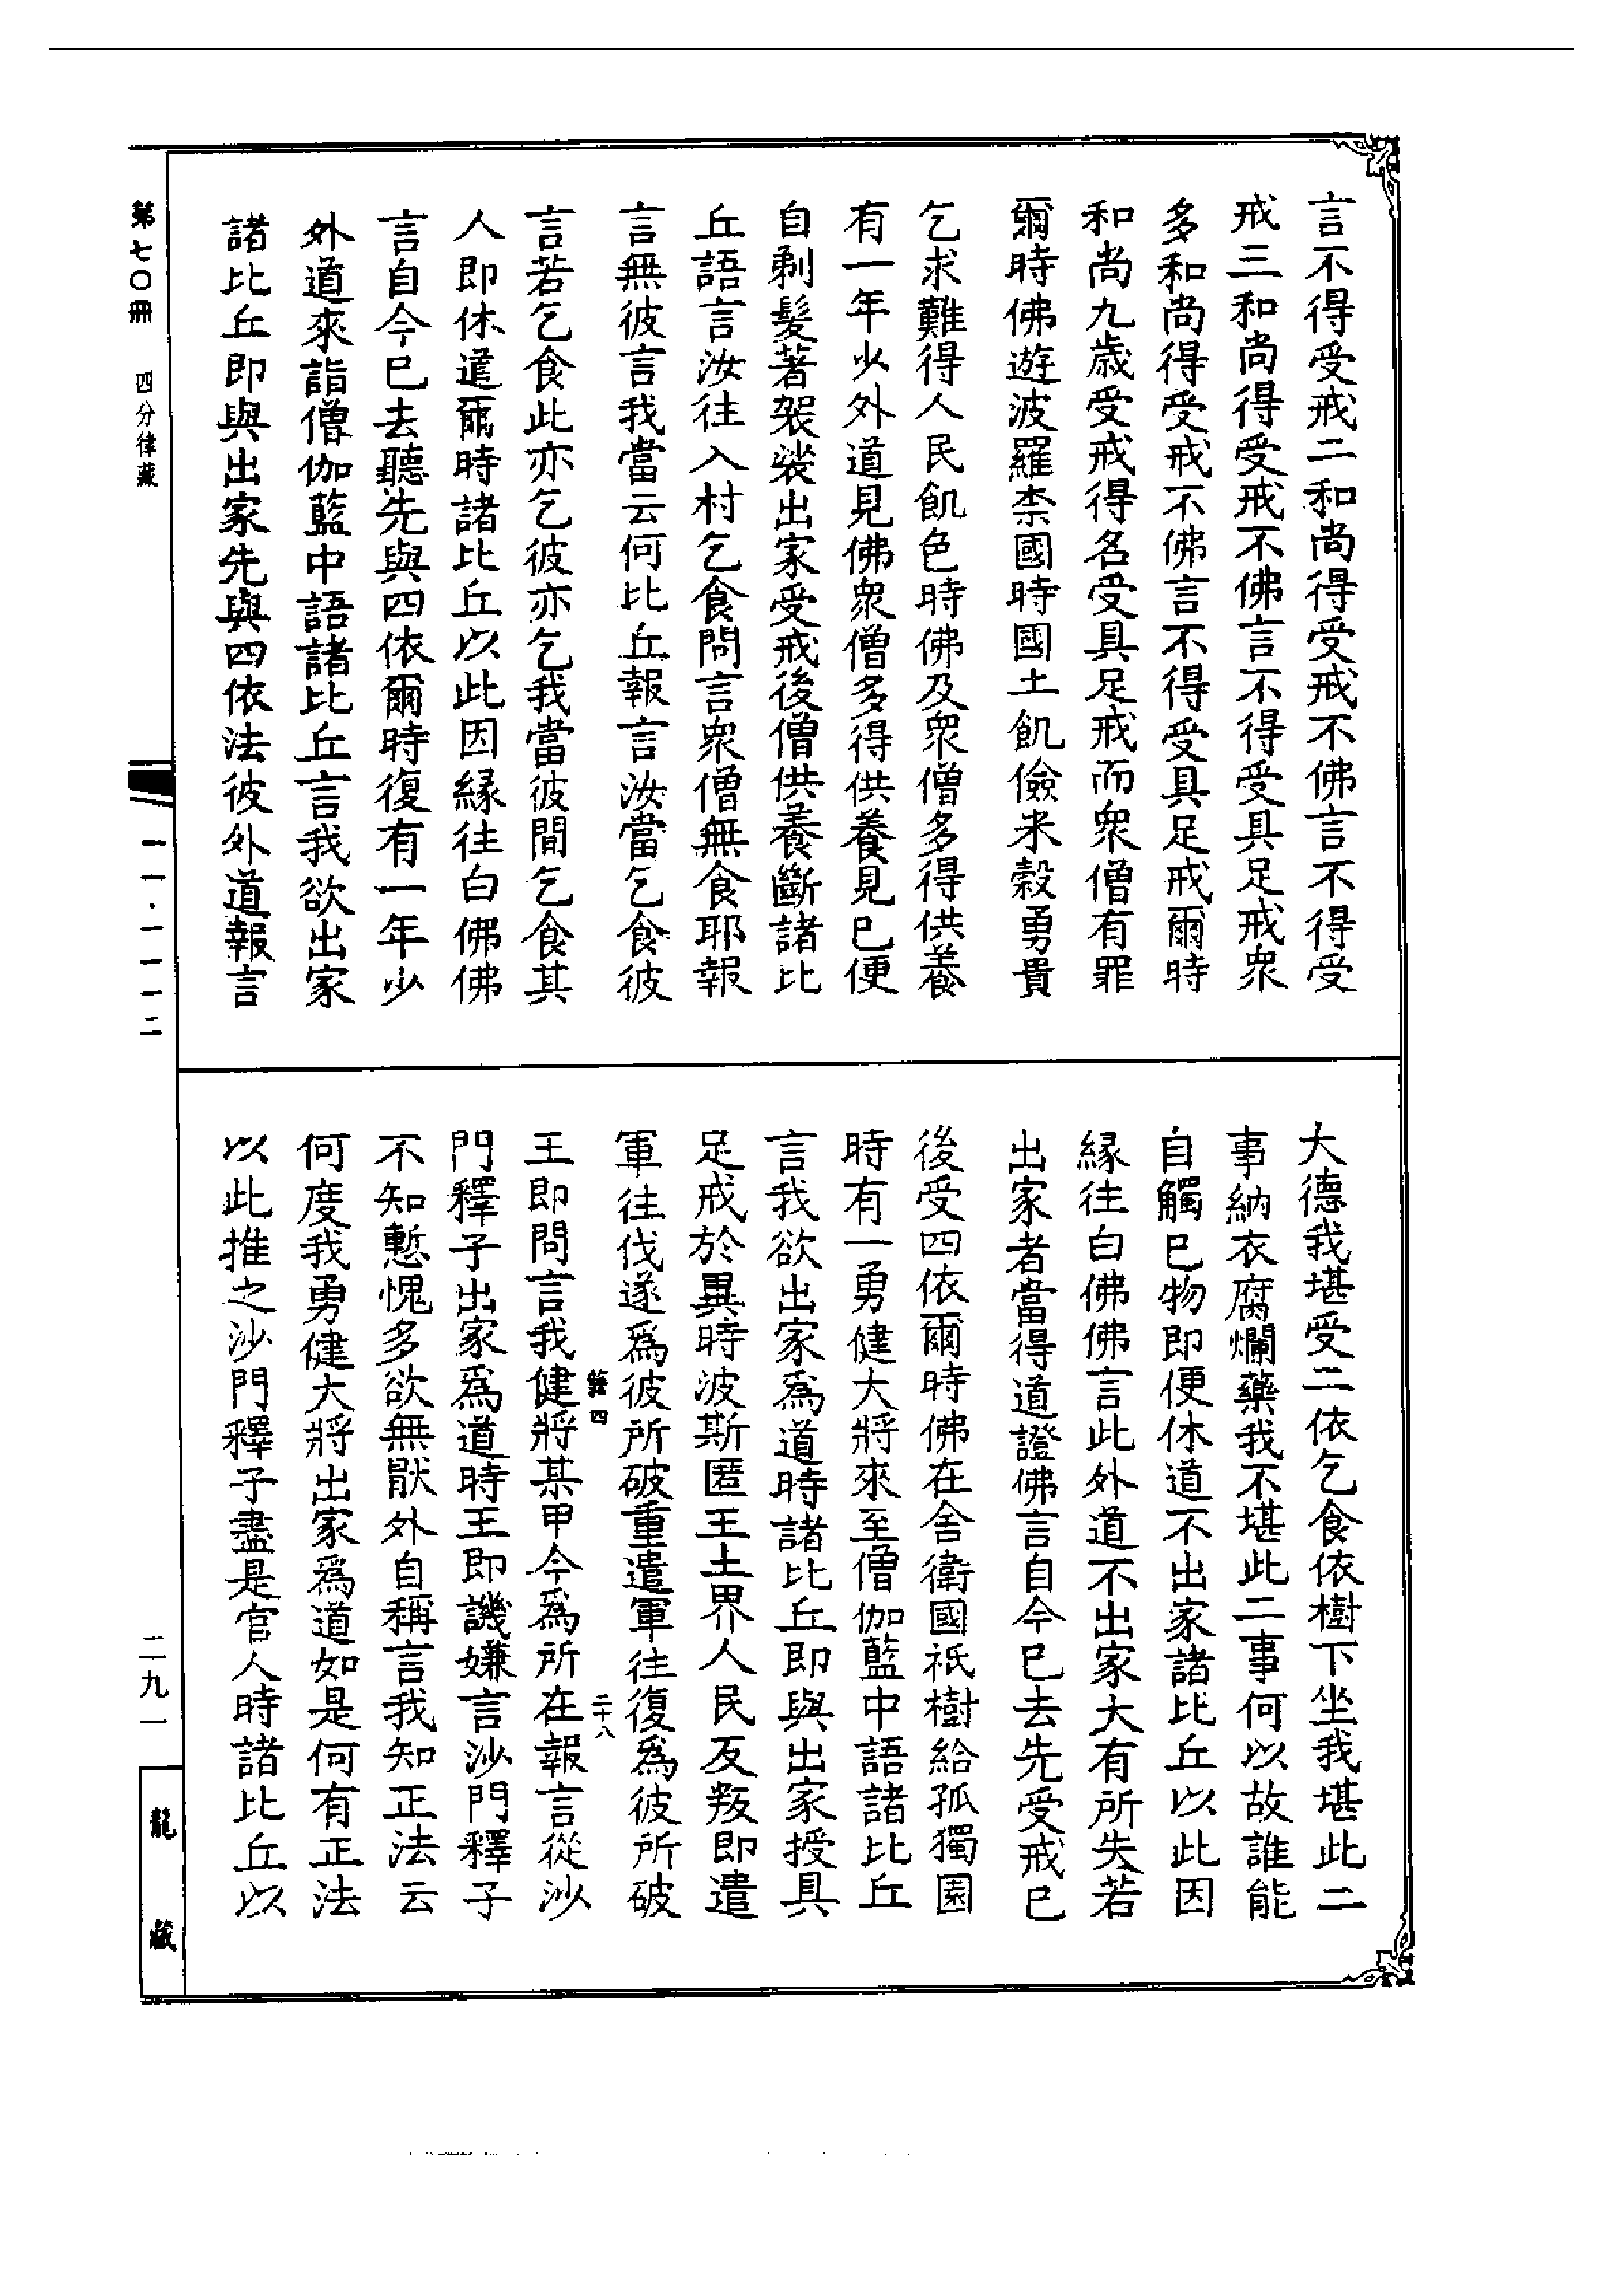 言不得受戒二和尚得受戒不佛言不得受
戒三和尚得受戒不佛言不得受具足戒眾
多和尚得受戒不佛言不得受具足戒爾時
和尚九歲受戒得名受具足戒而眾僧有罪
爾時佛遊波羅柰國時國土飢儉米穀勇貴
乞求難得人民飢色時佛及眾僧多得供養
有一年少外道見佛眾僧多得供養見已便
自剃髮著袈裟出家受戒後僧供養斷諸比
丘語言汝往入村乞食問言眾僧無食耶報
言無彼言我當云何比丘報言汝當乞食彼
言若乞食此亦乞彼亦乞我當彼間乞食其
人即休道爾時諸比丘以此因緣往白佛佛
言自今已去聽先與四依爾時復有一年少
外道來詣僧伽藍中語諸比丘言我欲出家
諸比丘即與出家先與四依法彼外道報言
大德我堪受二依乞食依樹下坐我堪此二
事納衣腐爛藥我不堪此二事何以故誰能
自觸已物即便休道不出家諸比丘以此因
緣往白佛佛言此外道不出家大有所失若
出家者當得道證佛言自今已去先受戒已
後受四依爾時佛在舍衛國祇樹給孤獨園
時有一勇健大將來至僧伽藍中語諸比丘
言我欲出家為道時諸比丘即與出家授具
足戒於異時波斯匿王土界人民反叛即遣
軍往伐遂為彼所破重遣軍往復為彼所破
王即問言我健將某甲今為所在報言從沙
門釋子出家為道時王即譏嫌言沙門釋子
不知慙愧多欲無猒外自稱言我知正法云
何度我勇健大將出家為道如是何有正法
以此推之沙門釋子盡是官人時諸比丘以
四
二十八
第七〇冊 四分律藏
一一·一一一二
二九一
龍藏